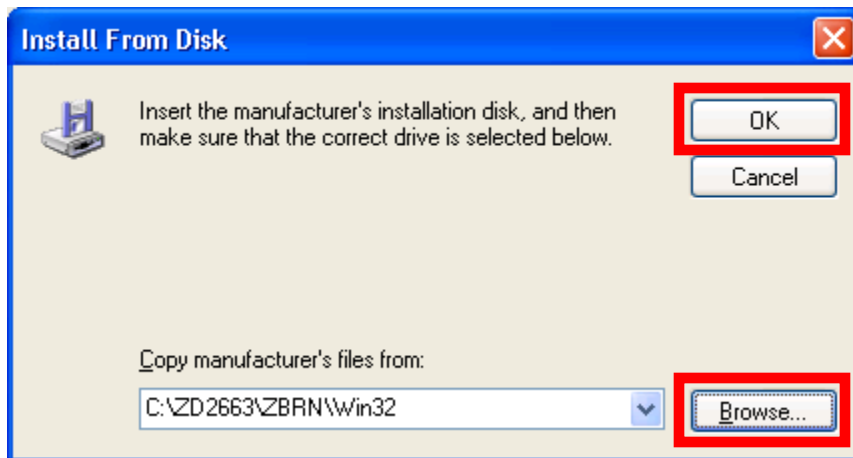 Install From Disk
Insert the manufacturer's installation disk, and then
make sure that the correct drive is selected below.
OK
Cancel
Copy manufacturer's files from:
C:\ZD2663\ZBRN\Win32
Browse...